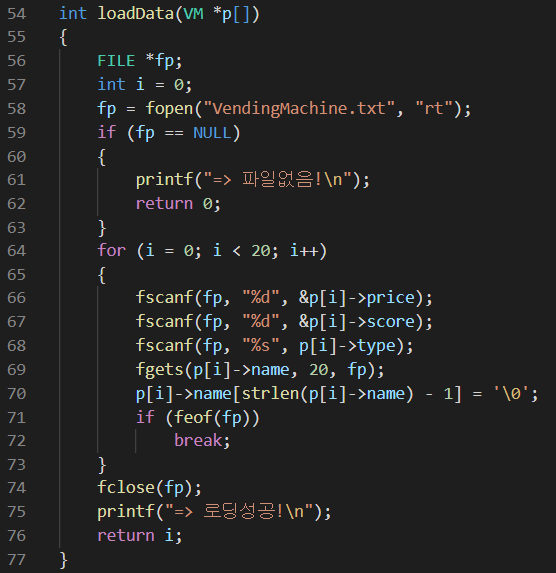 54 int loadData(VM *p[])
55 {
56     FILE *fp;
57     int i = 0;
58     fp = fopen("VendingMachine.txt", "rt");
59     if (fp == NULL)
60     {
61         printf("=> 파일없음!\n");
62         return 0;
63     }
64     for (i = 0; i < 20; i++)
65     {
66         fscanf(fp, "%d", &p[i]->price);
67         fscanf(fp, "%d", &p[i]->score);
68         fscanf(fp, "%s", p[i]->type);
69         fgets(p[i]->name, 20, fp);
70         p[i]->name[strlen(p[i]->name) - 1] = '\0';
71         if (feof(fp))
72             break;
73     }
74     fclose(fp);
75     printf("=> 로딩성공!\n");
76     return i;
77 }